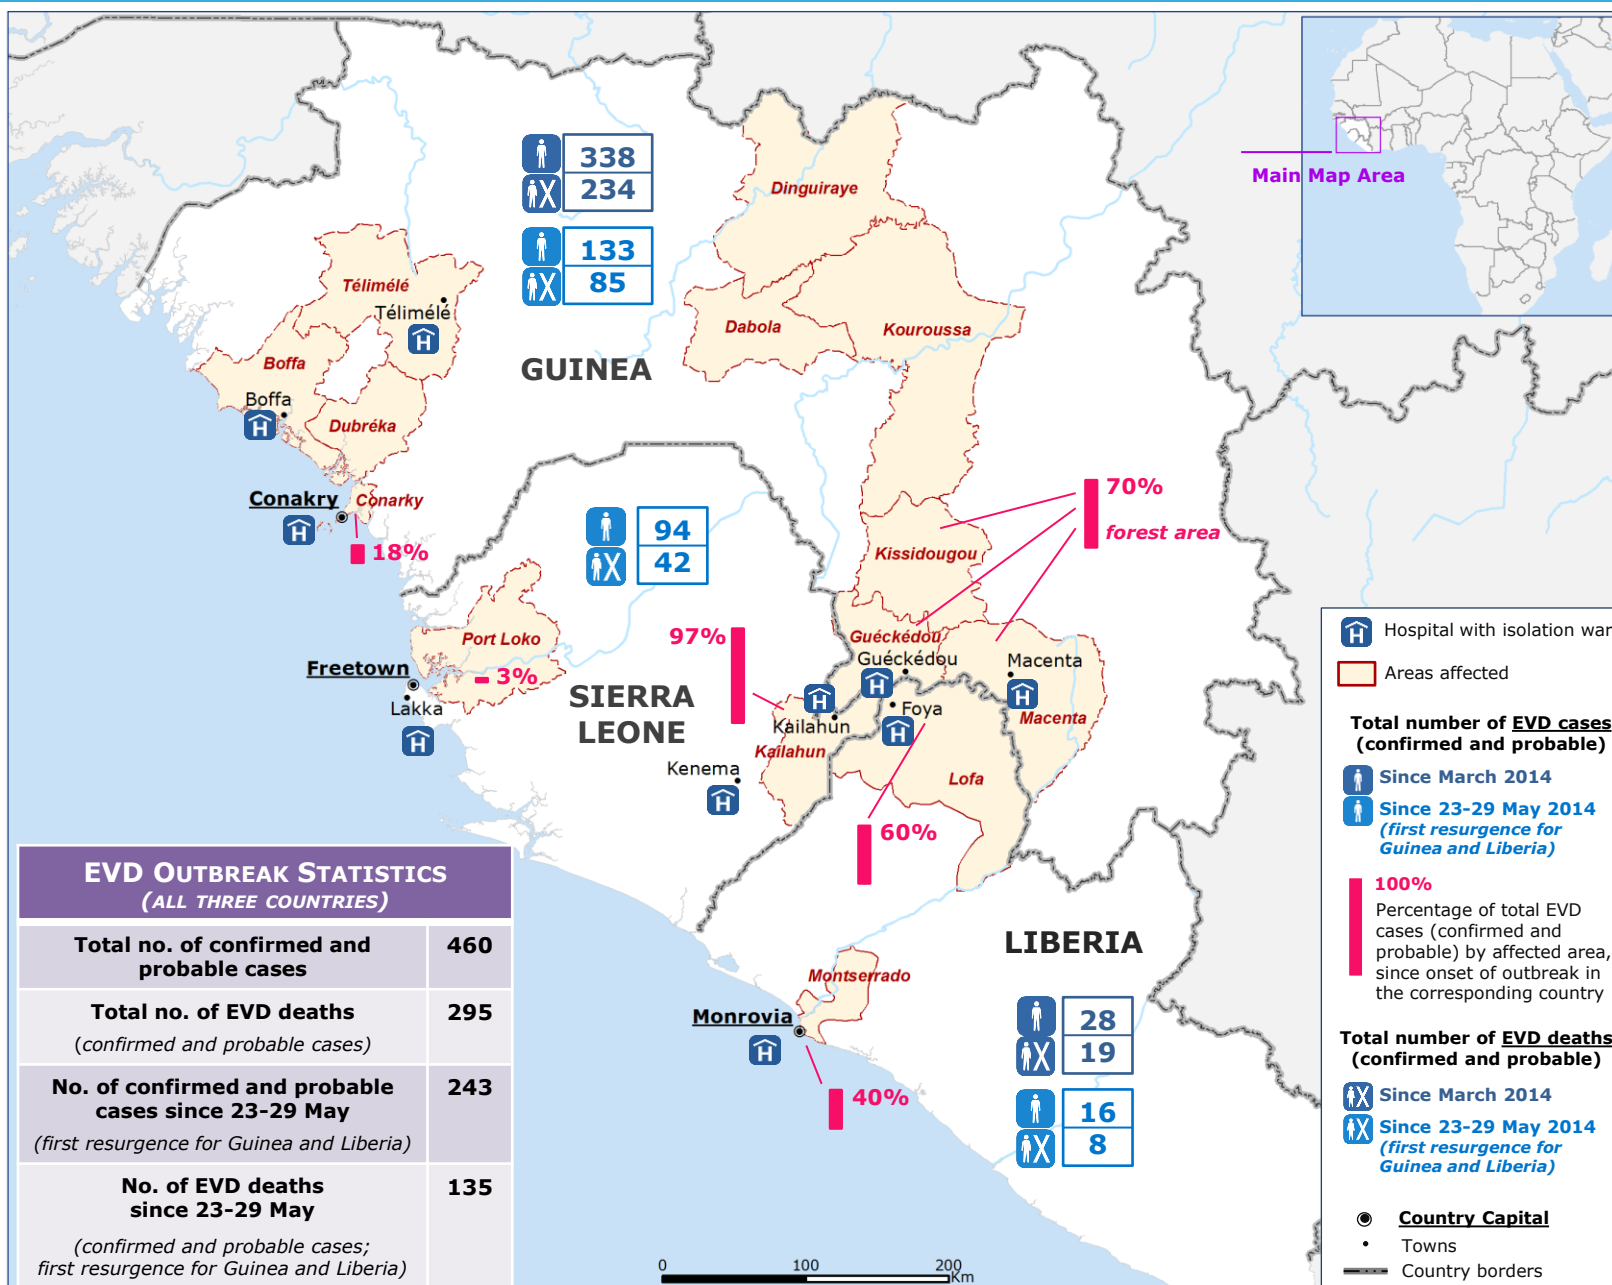 Main Map Area
338
234
133
85
Dinguiraye
Télimélé
Télimélé
Dabola
Kouroussa
Boffa
GUINEA
Boffa
Dubréka
Conakry
Conarky
18%
70%
forest area
94
42
Kissidougou
Port Loko
97%
Guéckédou
Guéckédou
Macenta
Freetown
3%
SIERRA
LEONE
Lakka
Foya
Macenta
Kailahun
Kailahun
Kenema
Lofa
60%
LIBERIA
Montserrado
Monrovia
28
19
40%
16
8
0 100 200
Km
EVD OUTBREAK STATISTICS
(ALL THREE COUNTRIES)
Total no. of confirmed and 460
probable cases
Total no. of EVD deaths 295
(confirmed and probable cases)
No. of confirmed and probable 243
cases since 23-29 May
(first resurgence for Guinea and Liberia)
No. of EVD deaths 135
since 23-29 May
(confirmed and probable cases;
first resurgence for Guinea and Liberia)
Hospital with isolation war
Areas affected
Total number of EVD cases
(confirmed and probable)
Since March 2014
Since 23-29 May 2014
(first resurgence for
Guinea and Liberia)
100%
Percentage of total EVD
cases (confirmed and
probable) by affected area,
since onset of outbreak in
the corresponding country
Total number of EVD deaths
(confirmed and probable)
Since March 2014
Since 23-29 May 2014
(first resurgence for
Guinea and Liberia)
Country Capital
Towns
Country borders